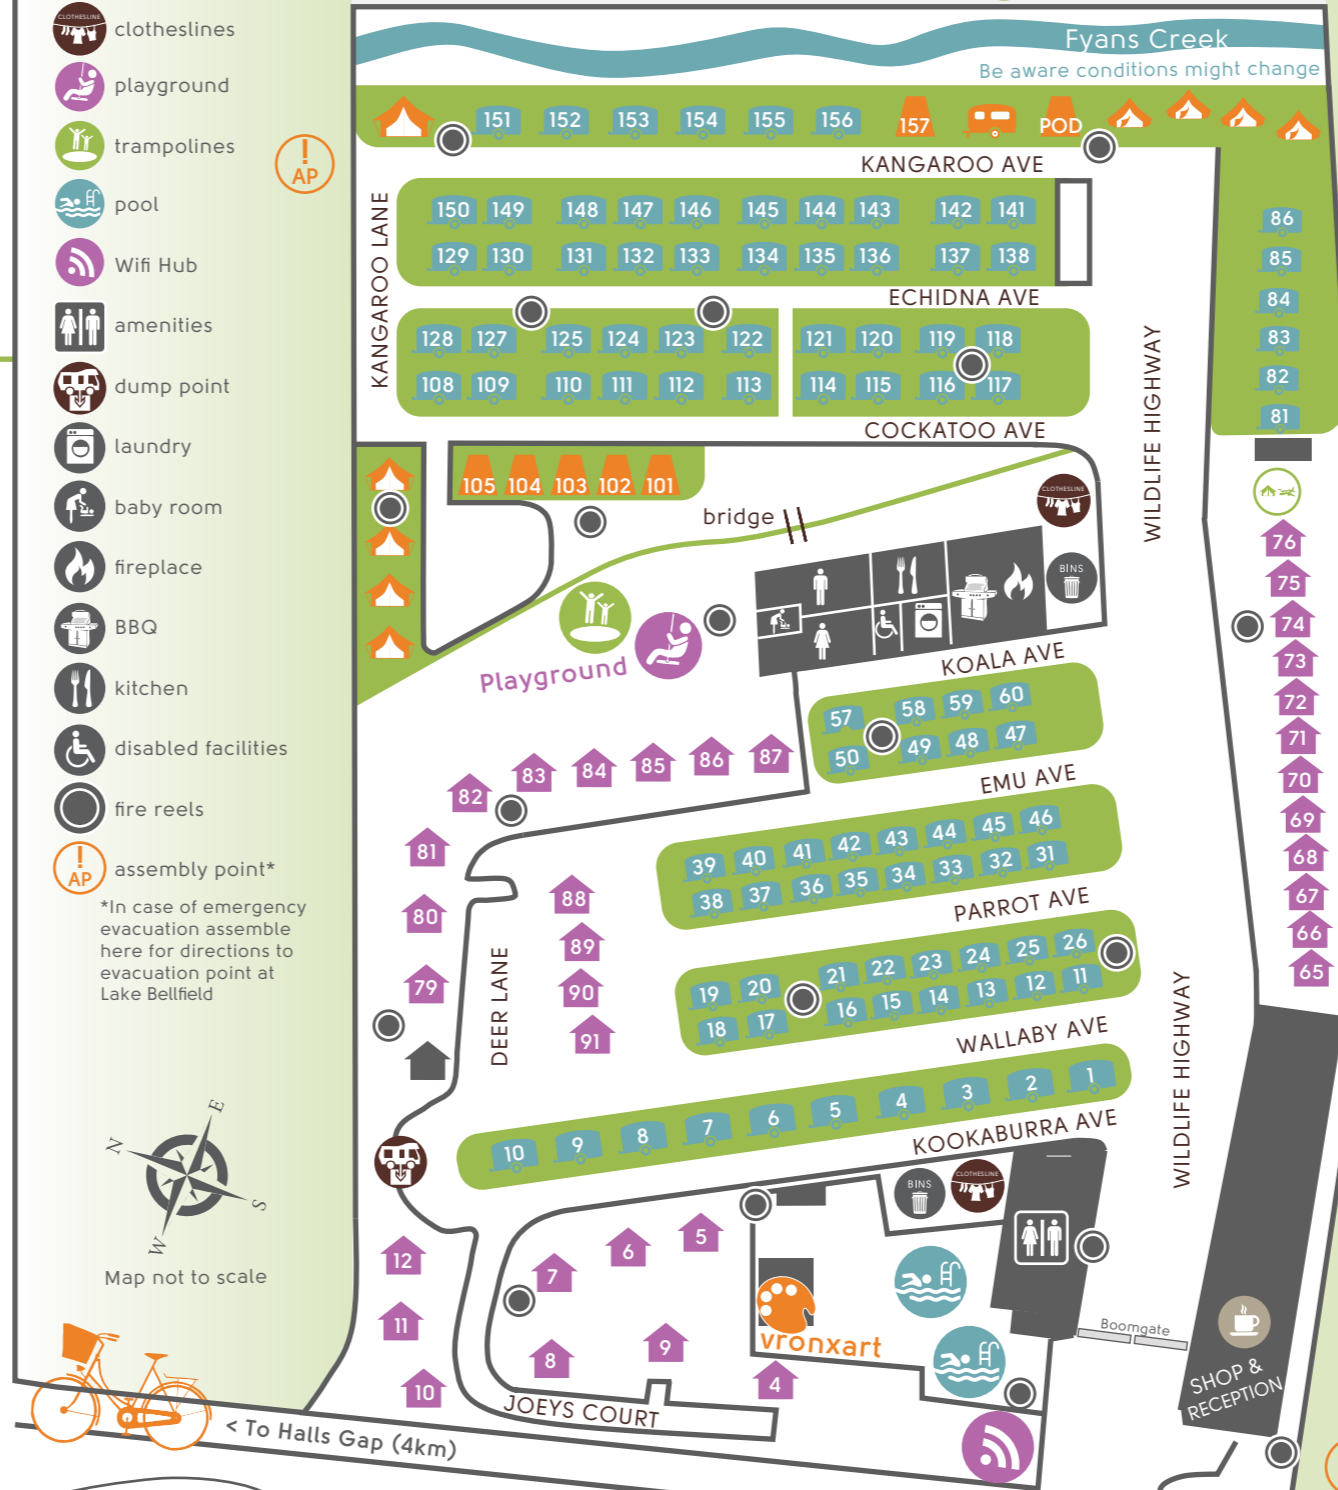 CLOTHESLINE
clotheslines
playground
trampolines
pool
Wifi Hub
amenities
dump point
laundry
baby room
fireplace
BBQ
kitchen
disabled facilities
fire reels
! AP
assembly point*
*In case of emergency
evacuation assemble
here for directions to
evacuation point at
Lake Bellfield
! AP
N E S W
Map not to scale
< To Halls Gap (4km)
Fyans Creek
Be aware conditions might change
151 152 153 154 155 156 157 POD
KANGAROO AVE
KANGAROO LANE
150 149 148 147 146 145 144 143 142 141
129 130 131 132 133 134 135 136 137 138
ECHIDNA AVE
128 127 125 124 123 122 121 120 119 118
108 109 110 111 112 113 114 115 116 117
COCKATOO AVE
WILDLIFE HIGHWAY
86
85
84
83
82
81
105 104 103 102 101
bridge
CLOTHESLINE
BINS
Playground
KOALA AVE
57 58 59 60
50 49 48 47
EMU AVE
76
75
74
73
72
71
70
69
68
67
66
65
82 83 84 85 86 87
81
80
79
88
89
90
91
DEER LANE
39 40 41 42 43 44 45 46
38 37 36 35 34 33 32 31
PARROT AVE
19 20 21 22 23 24 25 26
18 17 16 15 14 13 12 11
WALLABY AVE
WILDLIFE HIGHWAY
10 9 8 7 6 5 4 3 2 1
KOOKABURRA AVE
BINS
CLOTHESLINE
12
11
10
7 6 5
8 9 4
vronxart
JOEYS COURT
Boomgate
SHOP &
RECEPTION